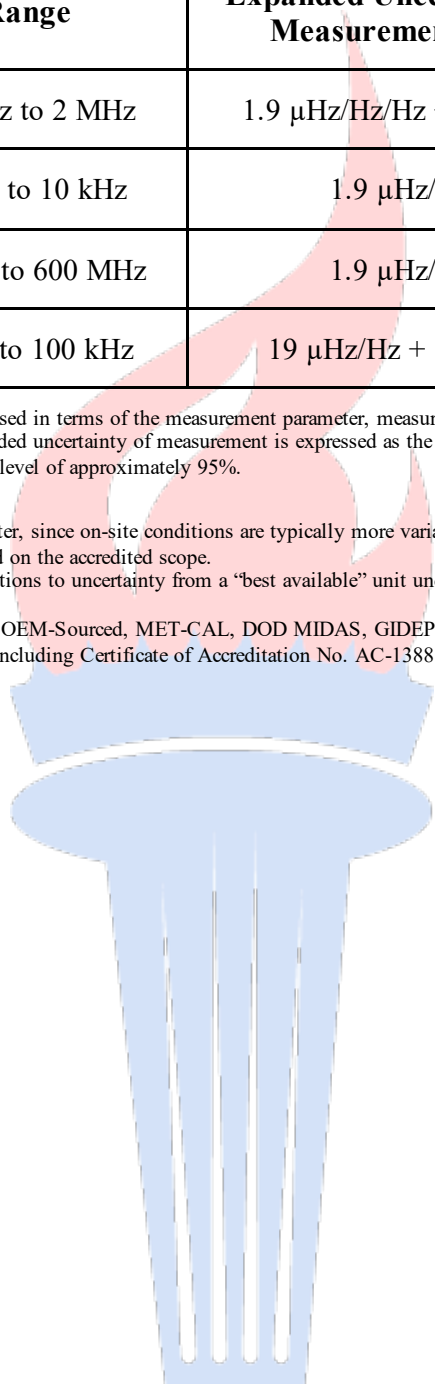 Range
Expanded Unce
Measuremen
z to 2 MHz
1.9 µHz/Hz/Hz
to 10 kHz
1.9 µHz/
to 600 MHz
1.9 µHz/
to 100 kHz
19 µHz/Hz +
sed in terms of the measurement parameter, measur
ded uncertainty of measurement is expressed as the
level of approximately 95%.
ter, since on-site conditions are typically more varia
d on the accredited scope.
tions to uncertainty from a “best available” unit un
OEM-Sourced, MET-CAL, DOD MIDAS, GIDEP
ncluding Certificate of Accreditation No. AC-1388